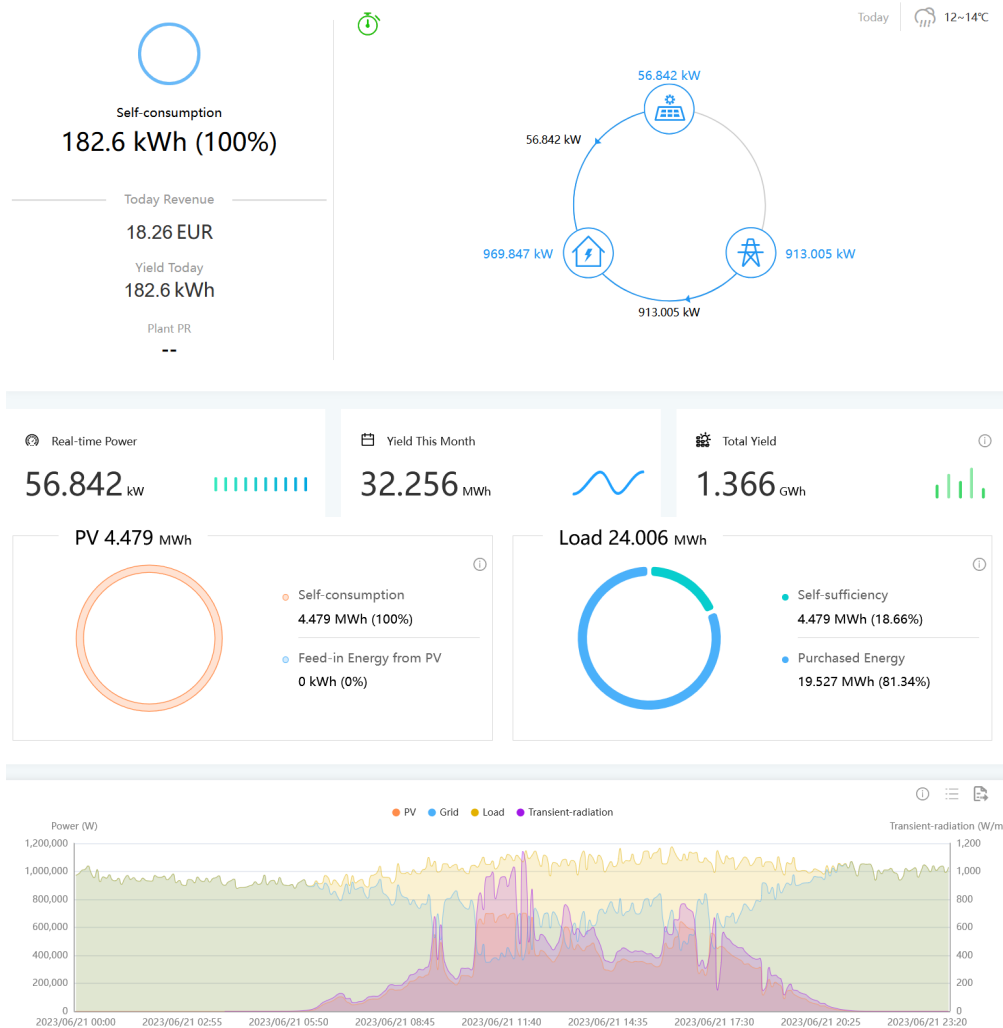 Today
12~14℃
Self-consumption
182.6 kWh (100%)
Today Revenue
18.26 EUR
Yield Today
182.6 kWh
Plant PR
--
56.842 kW
56.842 kW
969.847 kW
913.005 kW
913.005 kW
Real-time Power
56.842 kW
Yield This Month
32.256 MWh
Total Yield
1.366 GWh
PV 4.479 MWh
Self-consumption
4.479 MWh (100%)
Feed-in Energy from PV
0 kWh (0%)
Load 24.006 MWh
Self-sufficiency
4.479 MWh (18.66%)
Purchased Energy
19.527 MWh (81.34%)
PV Grid Load Transient-radiation
Power (W)
Transient-radiation (W/m
1,200,000
1,000,000
800,000
600,000
400,000
200,000
0
1,200
1,000
800
600
400
200
0
2023/06/21 00:00 2023/06/21 02:55 2023/06/21 05:50 2023/06/21 08:45 2023/06/21 11:40 2023/06/21 14:35 2023/06/21 17:30 2023/06/21 20:25 2023/06/21 23:20